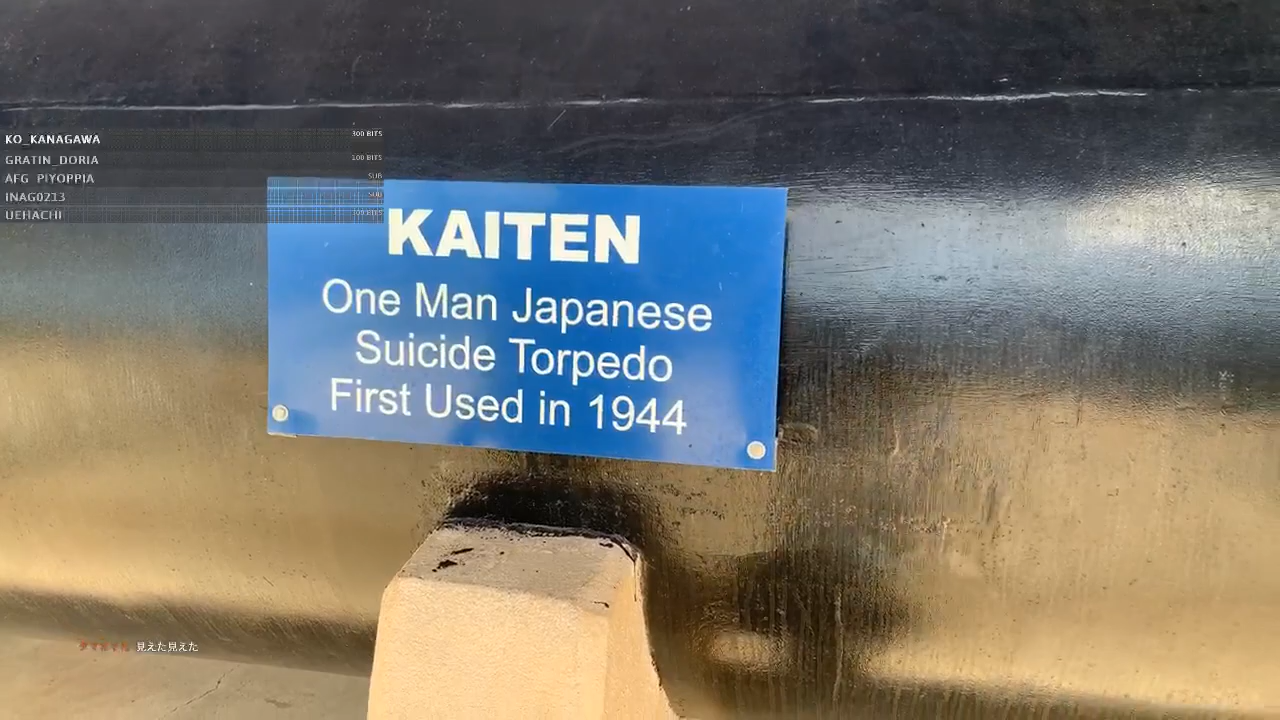 KO_KANAGAWA 300 BITS
GRATIN_DORIA 100 BITS
AFG_PIYOPPIA SUB
INAG0213 SUB
UEHACHI 100 BITS
KAITEN
One Man Japanese
Suicide Torpedo
First Used in 1944
見えた見えた